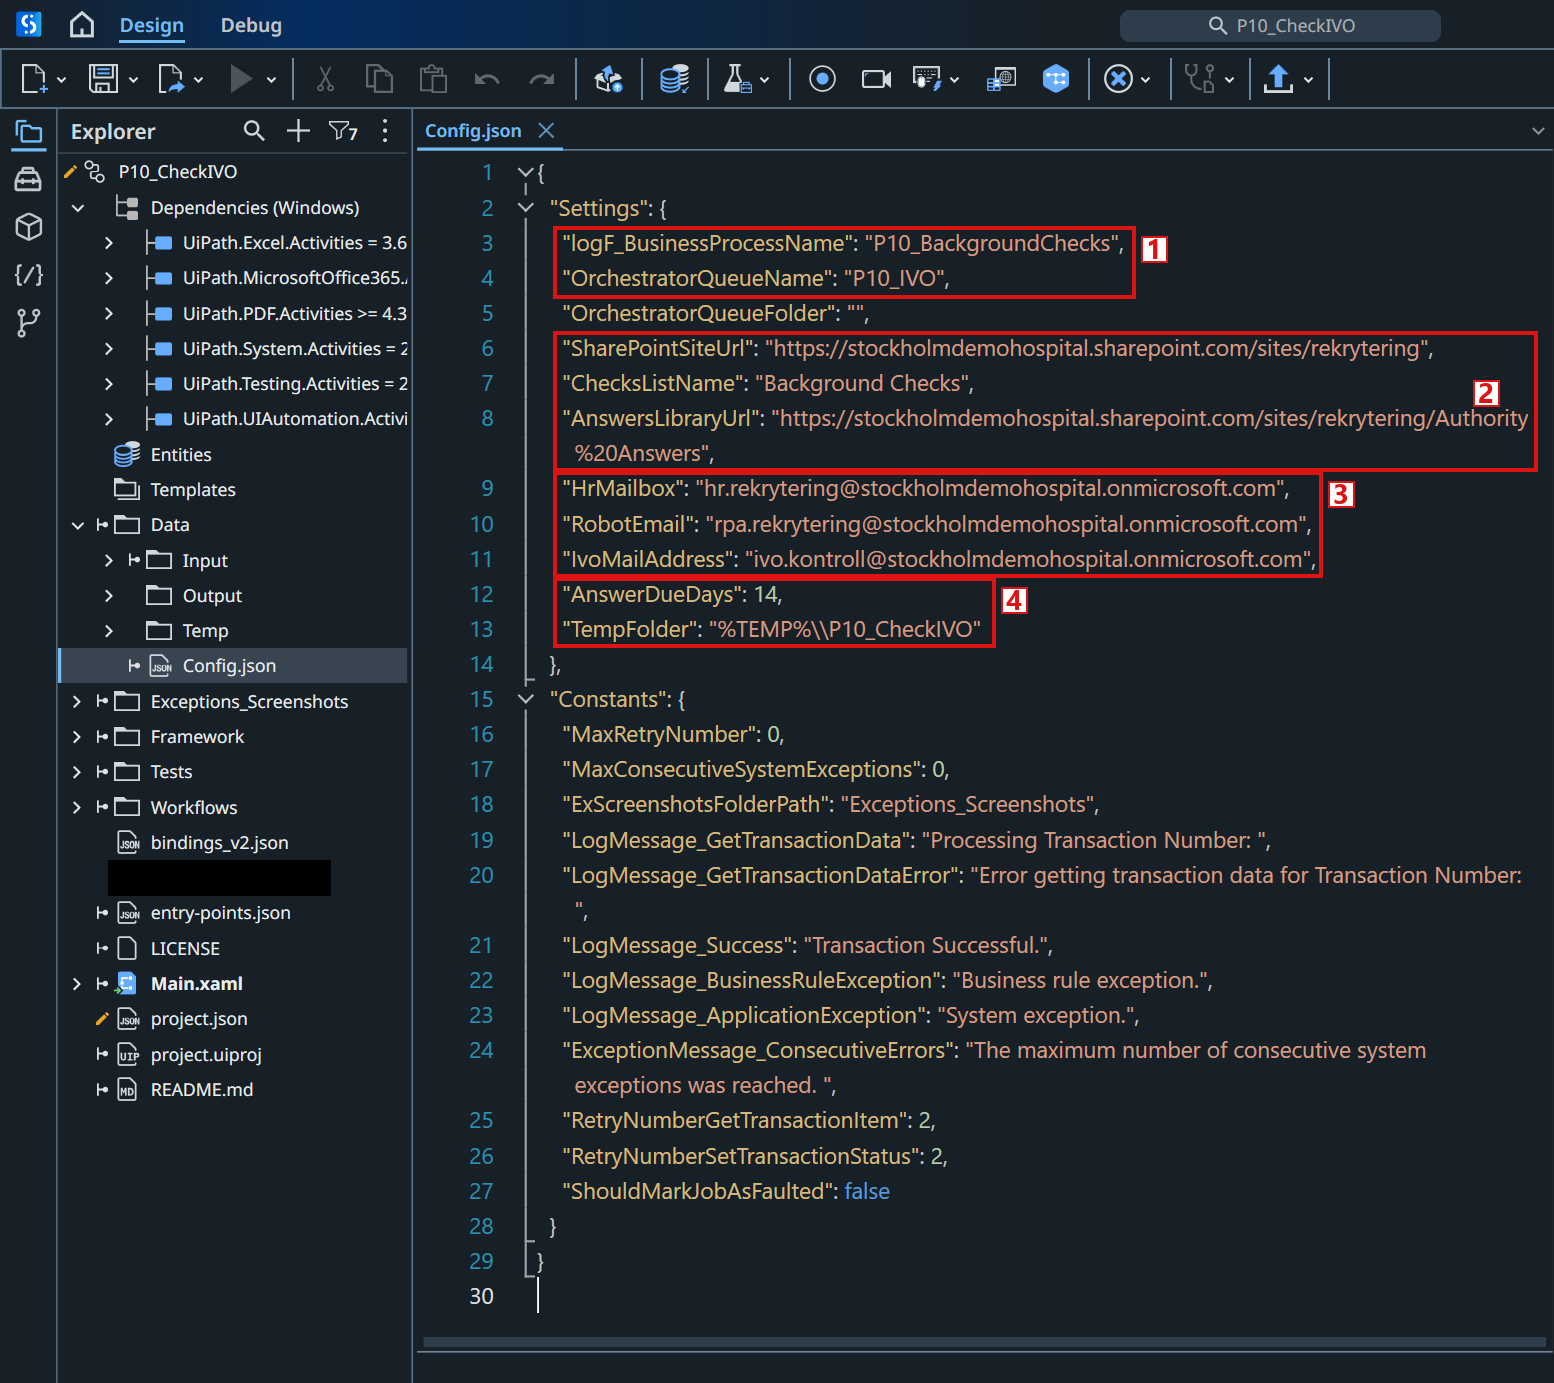 Design
Debug
P10_CheckIVO
Explorer
7
P10_CheckIVO
Dependencies (Windows)
UiPath.Excel.Activities = 3.6
UiPath.MicrosoftOffice365.
UiPath.PDF.Activities >= 4.3
UiPath.System.Activities = 2
UiPath.Testing.Activities = 2
UiPath.UIAutomation.Activi
Entities
Templates
Data
Input
Output
Temp
JSON Config.json
Exceptions_Screenshots
Framework
Tests
Workflows
JSON bindings_v2.json
JSON entry-points.json
LICENSE
Main.xaml
JSON project.json
UIP project.uiproj
MD README.md
Config.json
1 {
2 "Settings": {
3 "logF_BusinessProcessName": "P10_BackgroundChecks",
1
4 "OrchestratorQueueName": "P10_IVO",
5 "OrchestratorQueueFolder": "",
6 "SharePointSiteUrl": "https://stockholmdemohospital.sharepoint.com/sites/rekrytering",
7 "ChecksListName": "Background Checks",
2
8 "AnswersLibraryUrl": "https://stockholmdemohospital.sharepoint.com/sites/rekrytering/Authority
%20Answers",
9 "HrMailbox": "hr.rekrytering@stockholmdemohospital.onmicrosoft.com",
3
10 "RobotEmail": "rpa.rekrytering@stockholmdemohospital.onmicrosoft.com",
11 "IvoMailAddress": "ivo.kontroll@stockholmdemohospital.onmicrosoft.com",
12 "AnswerDueDays": 14,
4
13 "TempFolder": "%TEMP%\\P10_CheckIVO"
14 },
15 "Constants": {
16 "MaxRetryNumber": 0,
17 "MaxConsecutiveSystemExceptions": 0,
18 "ExScreenshotsFolderPath": "Exceptions_Screenshots",
19 "LogMessage_GetTransactionData": "Processing Transaction Number: ",
20 "LogMessage_GetTransactionDataError": "Error getting transaction data for Transaction Number:
",
21 "LogMessage_Success": "Transaction Successful.",
22 "LogMessage_BusinessRuleException": "Business rule exception.",
23 "LogMessage_ApplicationException": "System exception.",
24 "ExceptionMessage_ConsecutiveErrors": "The maximum number of consecutive system
exceptions was reached. ",
25 "RetryNumberGetTransactionItem": 2,
26 "RetryNumberSetTransactionStatus": 2,
27 "ShouldMarkJobAsFaulted": false
28 }
29 }
30